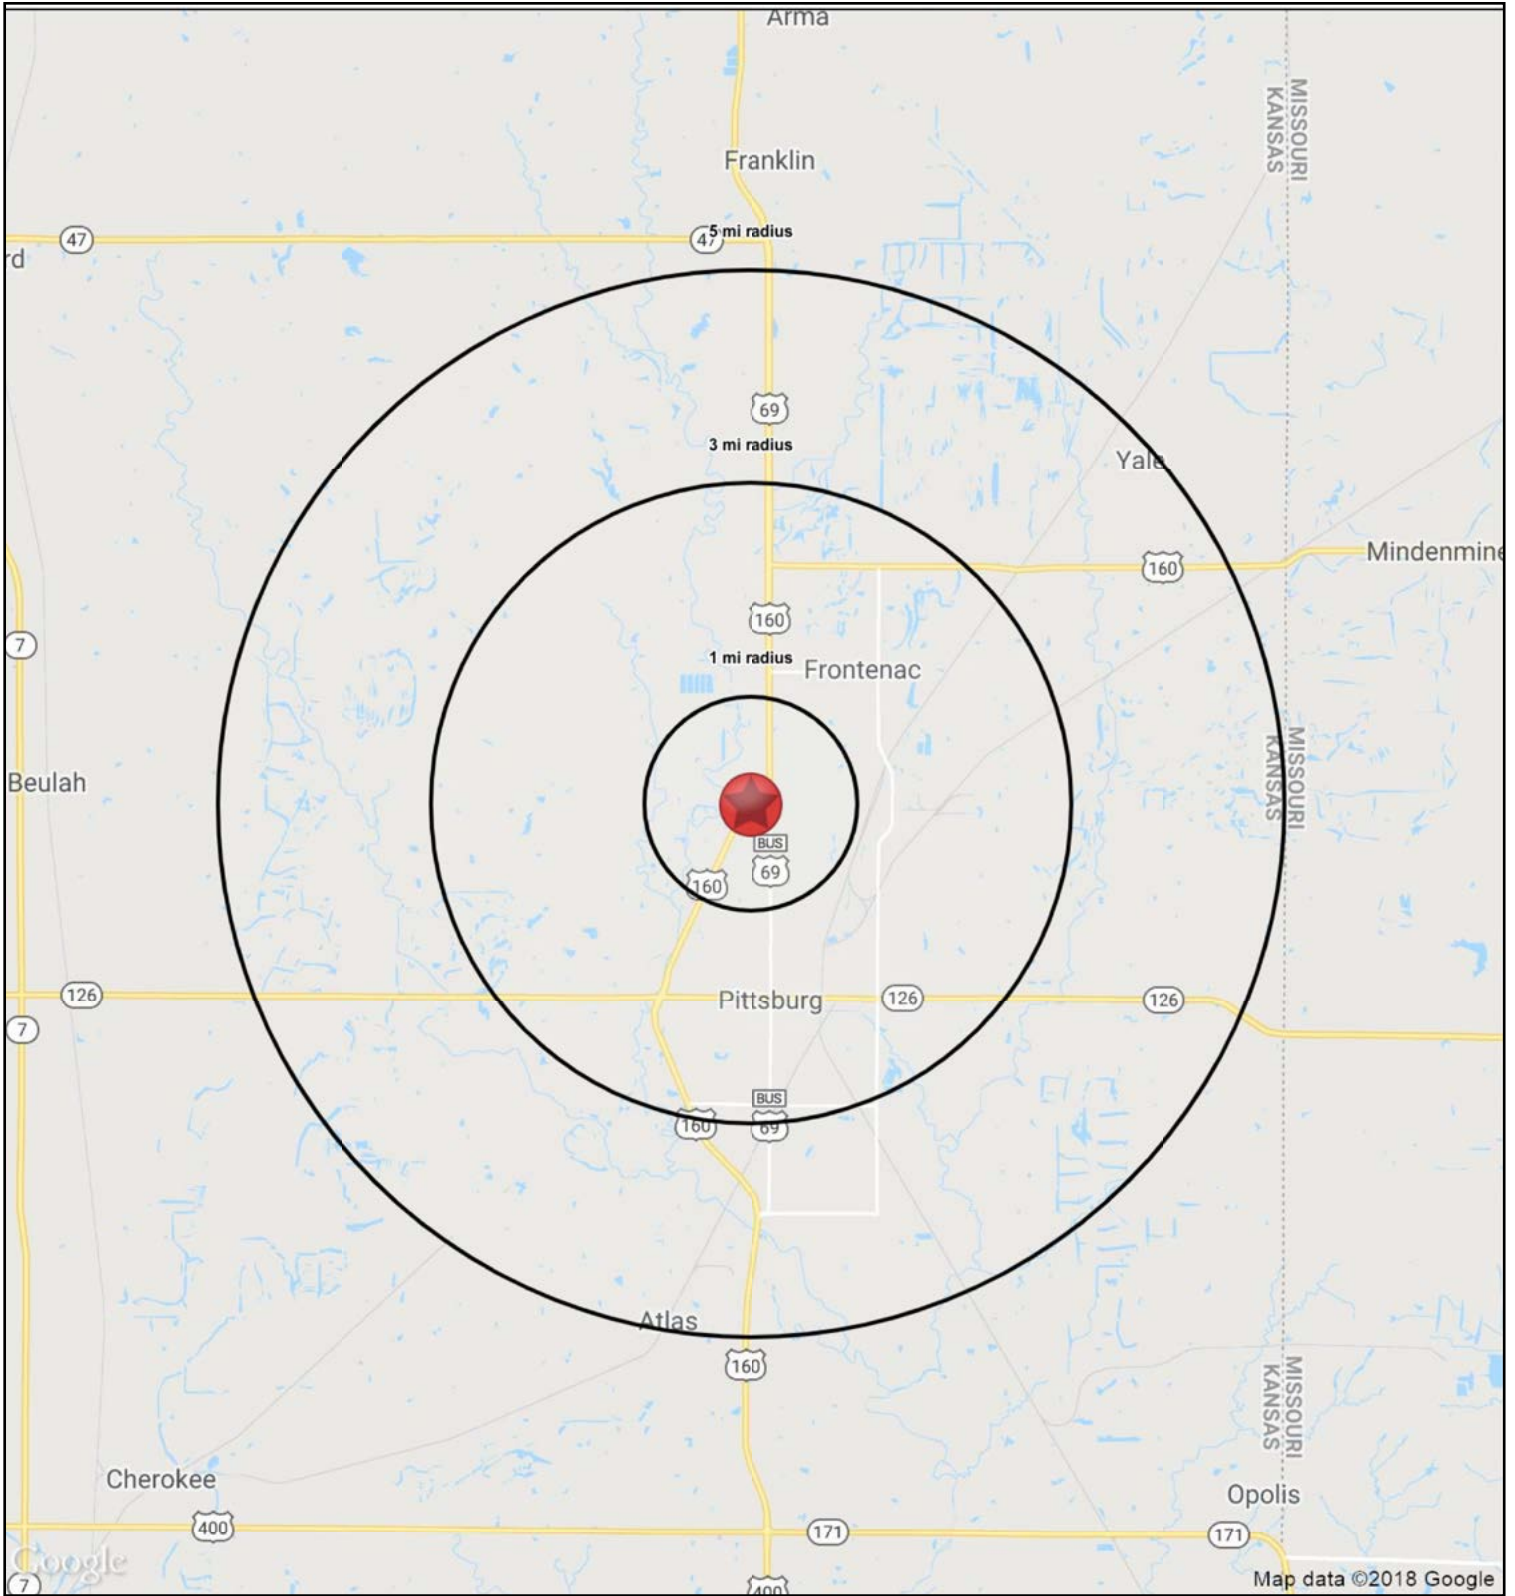 Arma
MISSOURI
KANSAS
Franklin
47
47
5 mi radius
rd
69
3 mi radius
Yale
Mindenmine
160
160
7
1 mi radius
Frontenac
MISSOURI
KANSAS
Beulah
BUS
69
160
126
Pittsburg
126
126
7
BUS
160
69
Atlas
160
MISSOURI
KANSAS
Cherokee
Opolis
400
171
171
Google
7
400
Map data ©2018 Google